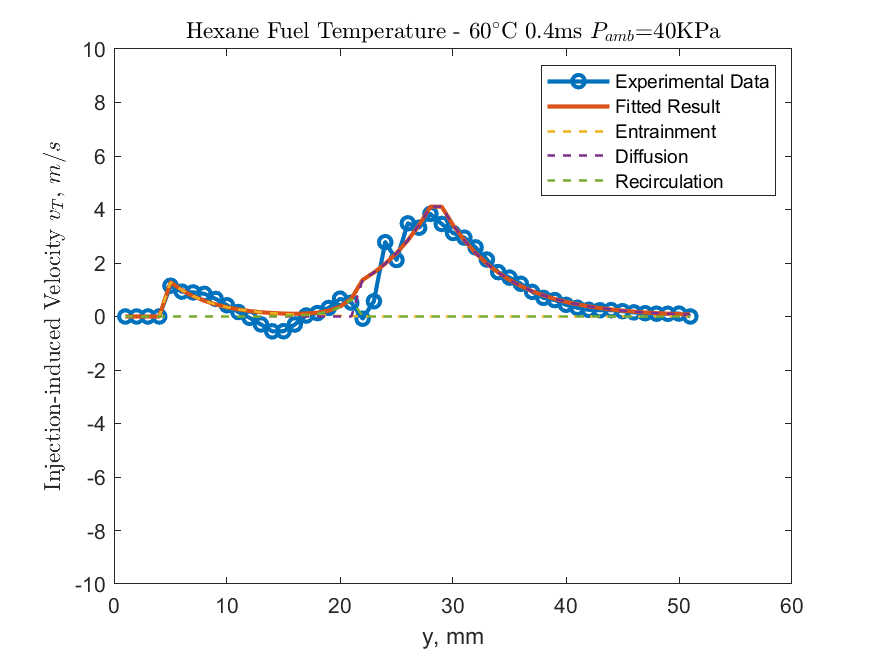 Hexane Fuel Temperature - 60°C 0.4ms P_amb=40KPa
Experimental Data
Fitted Result
Entrainment
Diffusion
Recirculation
Injection-induced Velocity v_T, m/s
10
8
6
4
2
0
-2
-4
-6
-8
-10
0 10 20 30 40 50 60
y, mm